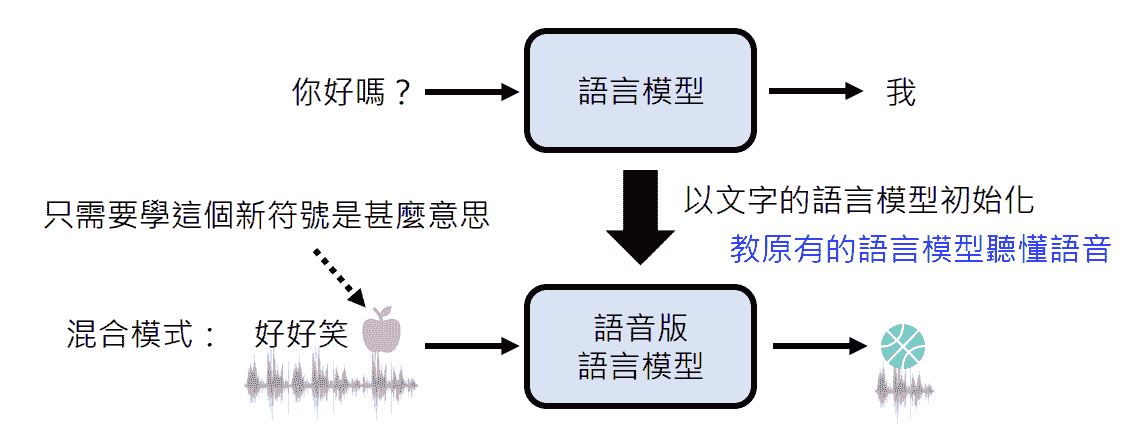 你好嗎？
語言模型
我
只需要學這個新符號是甚麼意思
以文字的語言模型初始化
教原有的語言模型聽懂語音
混合模式：
好好笑
語音版
語言模型